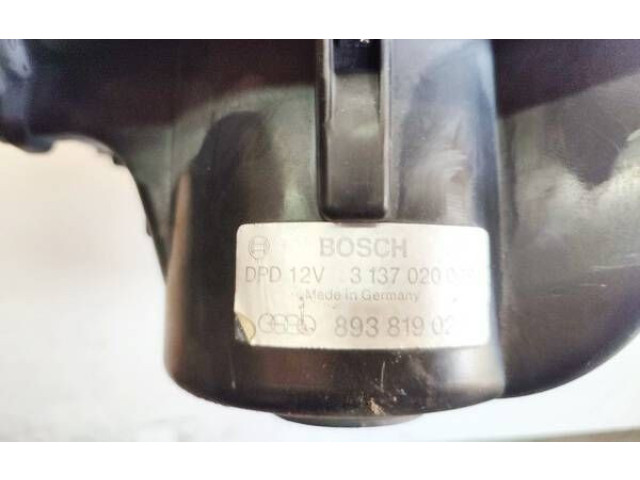 BOSCH
DPD 12V 3 137 020
Made in Germany
893 819